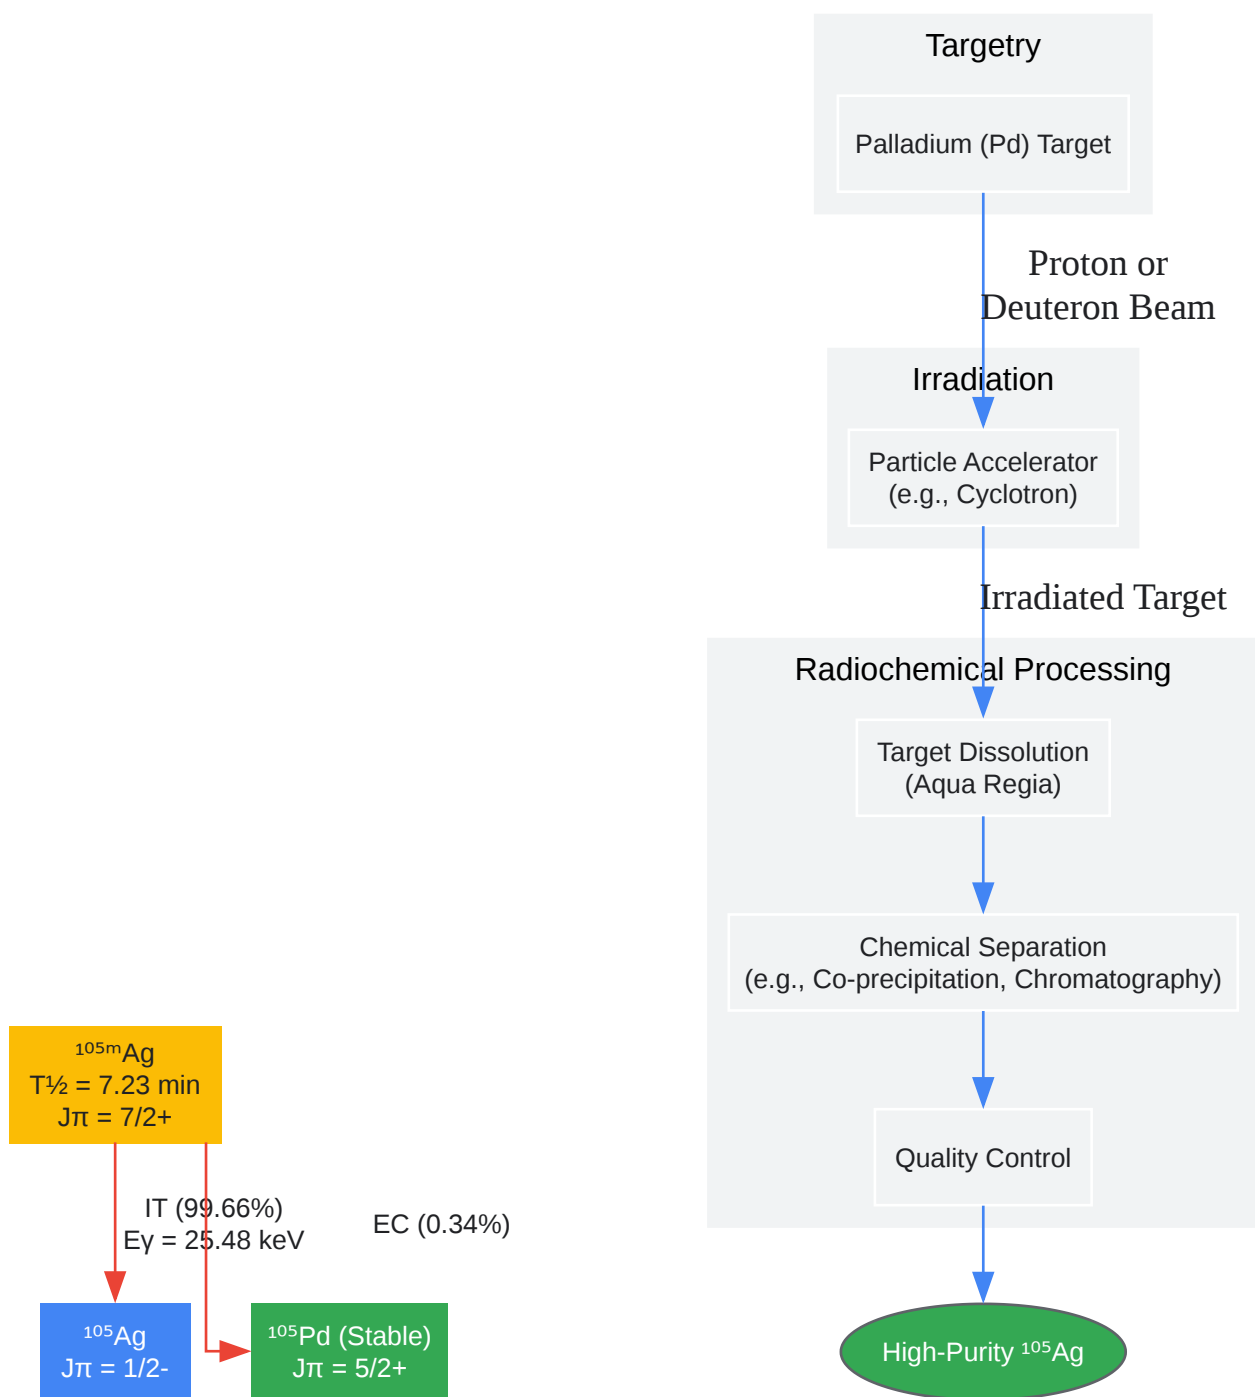 Targetry
Palladium (Pd) Target
Proton or
Deuteron Beam
Irradiation
Particle Accelerator
(e.g., Cyclotron)
Irradiated Target
Radiochemical Processing
Target Dissolution
(Aqua Regia)
Chemical Separation
(e.g., Co-precipitation, Chromatography)
Quality Control
High-Purity ¹⁰⁵Ag
¹⁰⁵ᵐAg
T½ = 7.23 min
Jπ = 7/2+
IT (99.66%)
Eγ = 25.48 keV
EC (0.34%)
¹⁰⁵Ag
Jπ = 1/2-
¹⁰⁵Pd (Stable)
Jπ = 5/2+